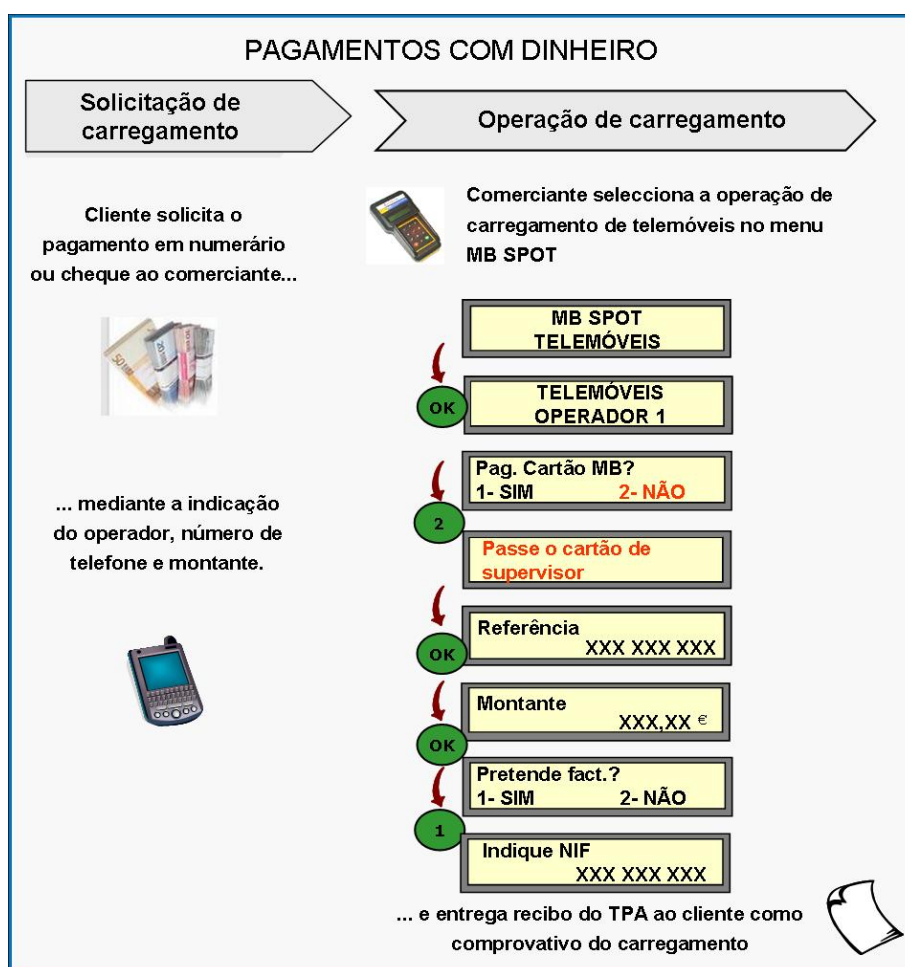 PAGAMENTOS COM DINHEIRO
Solicitação de
carregamento
Operação de carregamento
Cliente solicita o
pagamento em numerário
ou cheque ao comerciante...
... mediante a indicação
do operador, número de
telefone e montante.
Comerciante selecciona a operação de
carregamento de telemóveis no menu
MB SPOT
MB SPOT
TELEMÓVEIS
OK
TELEMÓVEIS
OPERADOR 1
Pag. Cartão MB?
1- SIM 2- NÃO
2
Passe o cartão de
supervisor
Referência
XXX XXX XXX
OK
Montante
XXX,XX €
OK
Pretende fact.?
1- SIM 2- NÃO
1
Indique NIF
XXX XXX XXX
... e entrega recibo do TPA ao cliente como
comprovativo do carregamento